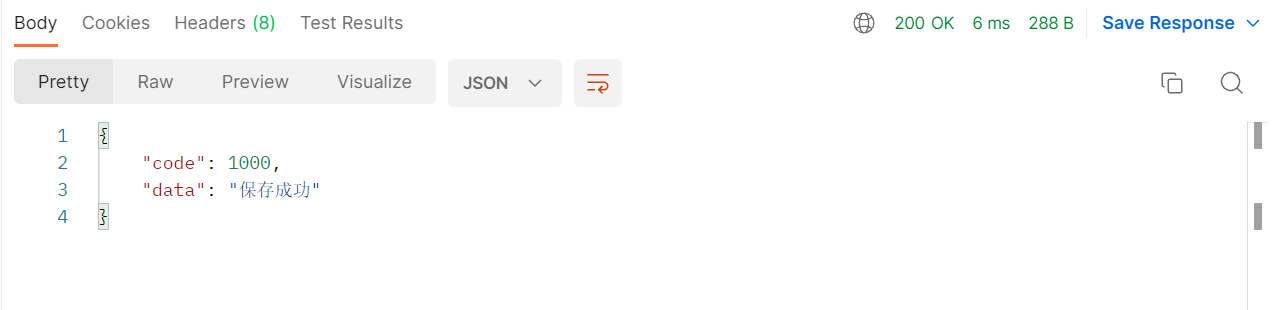 Body Cookies Headers (8) Test Results 200 OK 6 ms 288 B Save Response
Pretty Raw Preview Visualize JSON
1 {
2 "code": 1000,
3 "data": "保存成功"
4 }